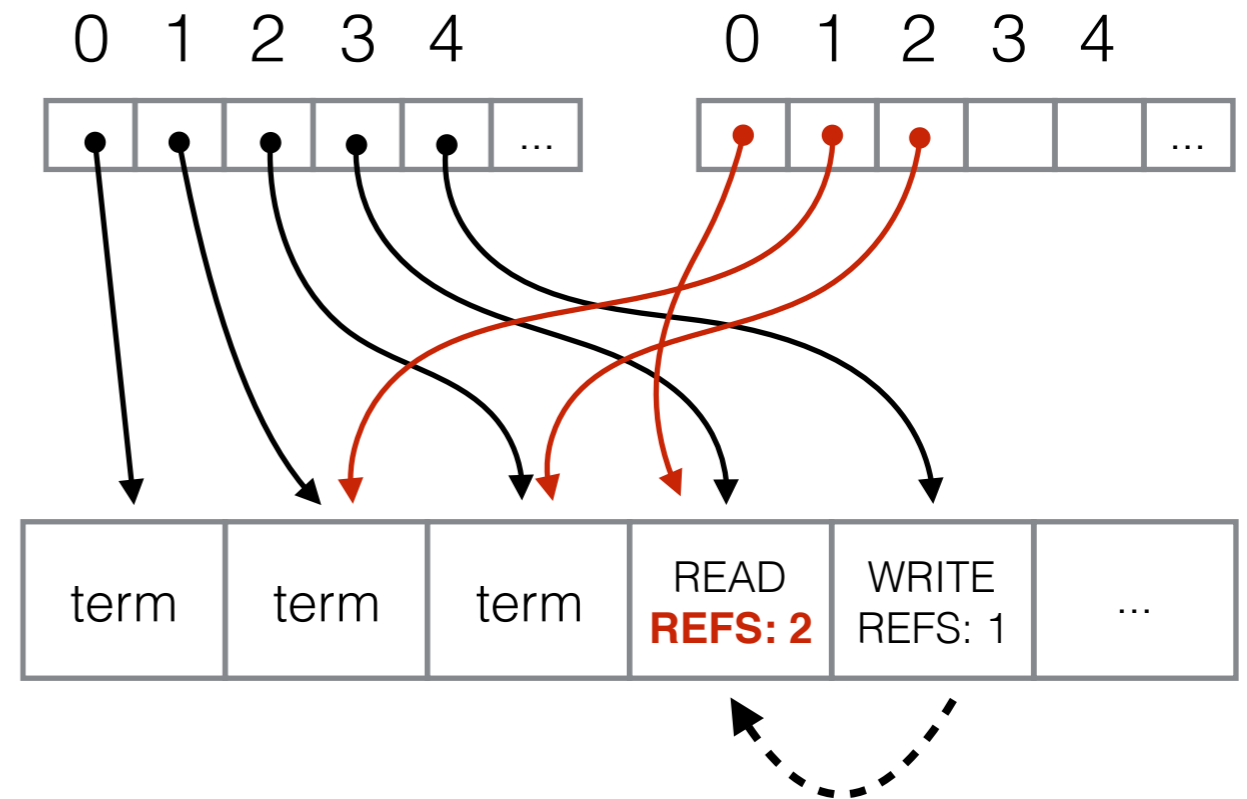 0 1 2 3 4
0 1 2 3 4
...
...
term
term
term
READ
REFS: 2
WRITE
REFS: 1
...